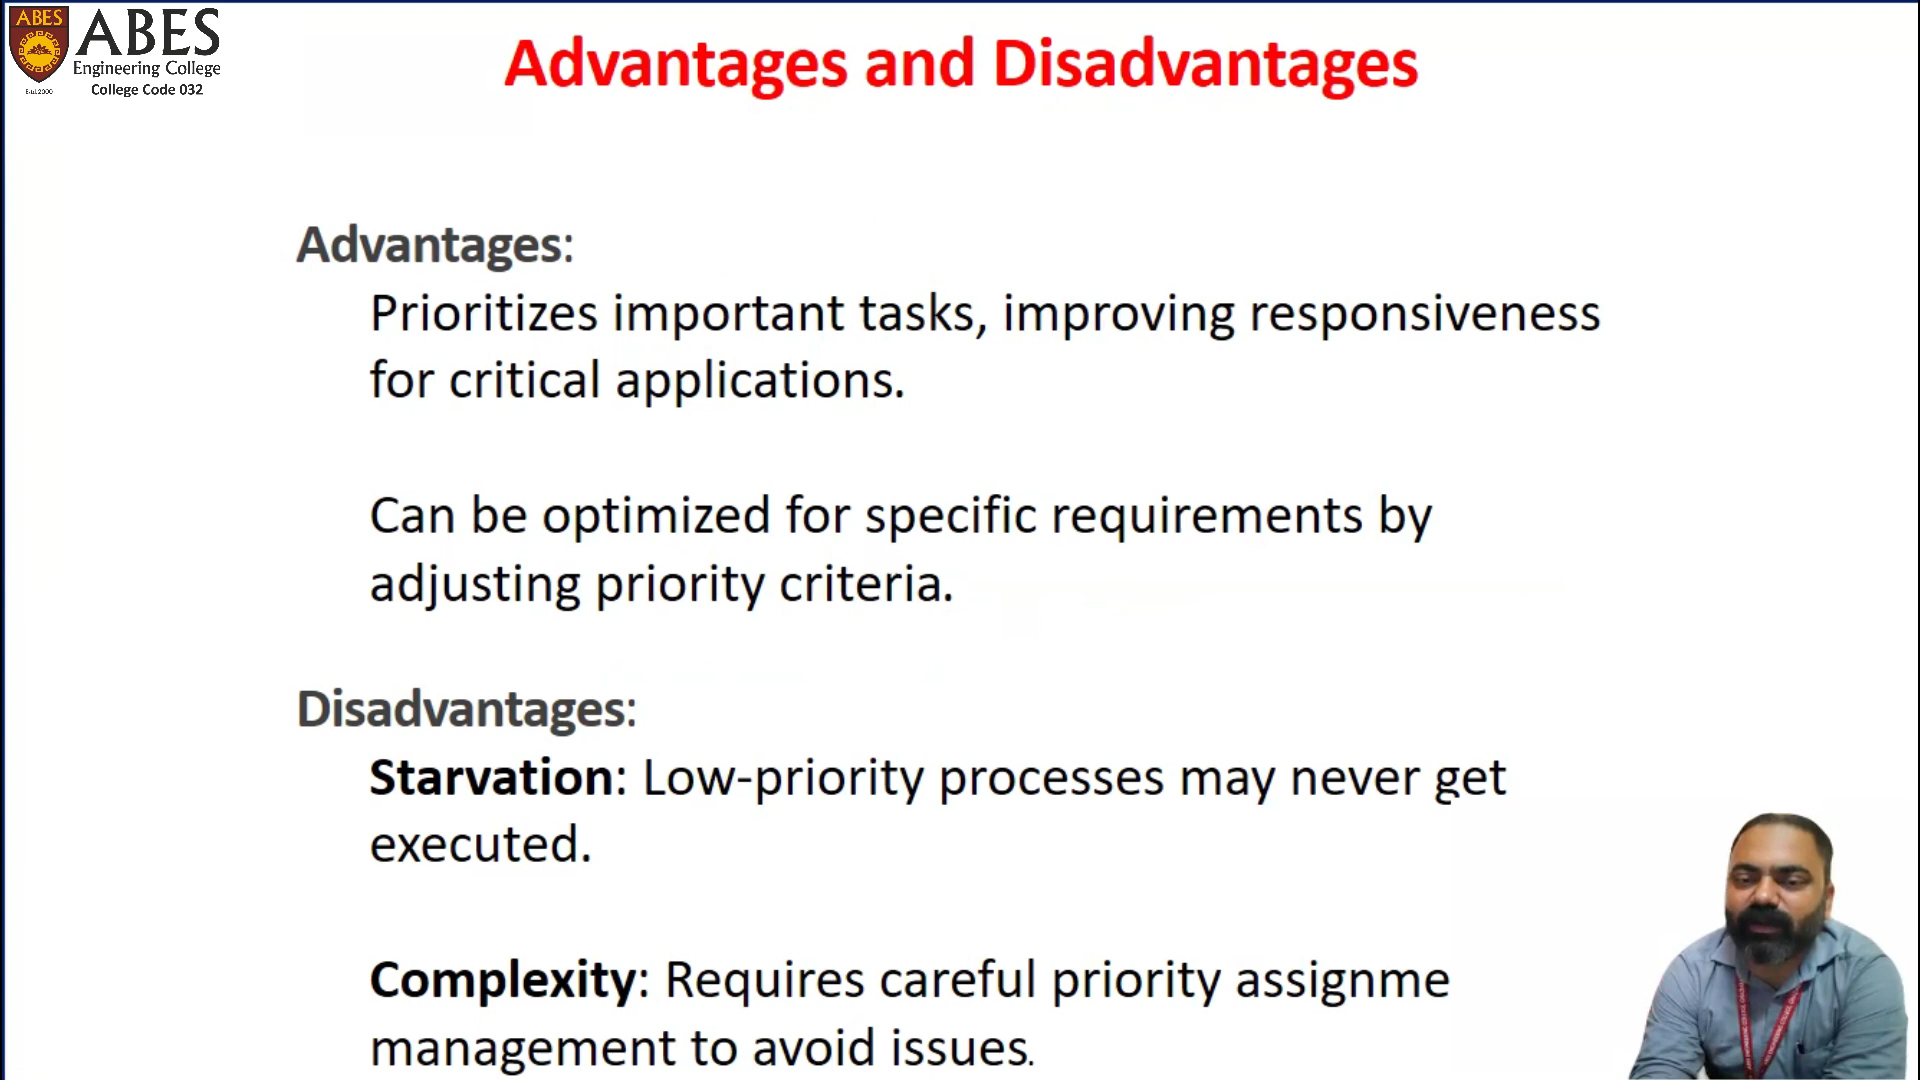 ABES
ABES
Engineering College
College Code 032
Advantages and Disadvantages
Advantages:
Prioritizes important tasks, improving responsiveness
for critical applications.
Can be optimized for specific requirements by
adjusting priority criteria.
Disadvantages:
Starvation: Low-priority processes may never get
executed.
Complexity: Requires careful priority assignme
management to avoid issues.